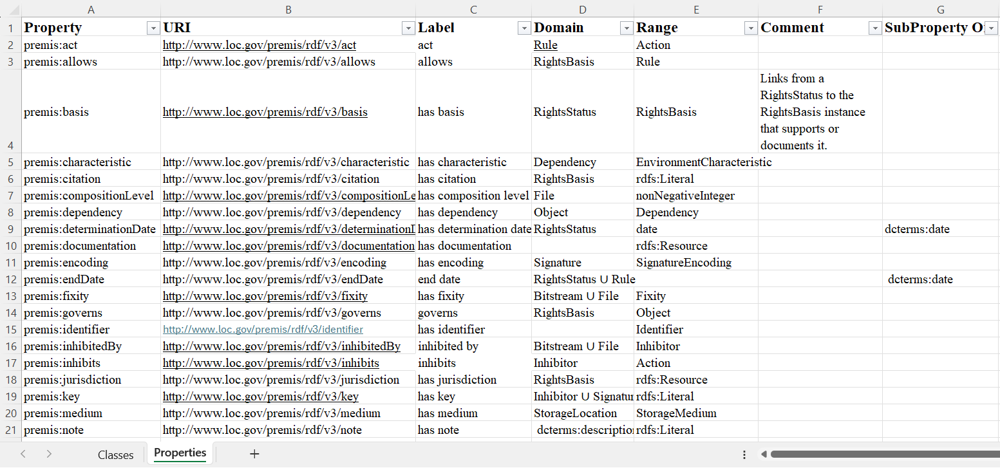 A B C D E F G
1 Property URI Label Domain Range Comment SubProperty O
2 premis:act http://www.loc.gov/premis/rdf/v3/act act Rule Action
3 premis:allows http://www.loc.gov/premis/rdf/v3/allows allows RightsBasis Rule
Links from a
RightsStatus to the
premis:basis http://www.loc.gov/premis/rdf/v3/basis has basis RightsStatus RightsBasis RightsBasis instance
that supports or
4 documents it.
5 premis:characteristic http://www.loc.gov/premis/rdf/v3/characteristic has characteristic Dependency EnvironmentCharacteristic
6 premis:citation http://www.loc.gov/premis/rdf/v3/citation has citation RightsBasis rdfs:Literal
7 premis:compositionLevel http://www.loc.gov/premis/rdf/v3/compositionLe has composition level File nonNegativeInteger
8 premis:dependency http://www.loc.gov/premis/rdf/v3/dependency has dependency Object Dependency
9 premis:determinationDate http://www.loc.gov/premis/rdf/v3/determinationD has determination date RightsStatus date dcterms:date
10 premis:documentation http://www.loc.gov/premis/rdf/v3/documentation has documentation rdfs:Resource
11 premis:encoding http://www.loc.gov/premis/rdf/v3/encoding has encoding Signature SignatureEncoding
12 premis:endDate http://www.loc.gov/premis/rdf/v3/endDate end date RightsStatus U Rule dcterms:date
13 premis:fixity http://www.loc.gov/premis/rdf/v3/fixity has fixity Bitstream U File Fixity
14 premis:governs http://www.loc.gov/premis/rdf/v3/governs governs RightsBasis Object
15 premis:identifier http://www.loc.gov/premis/rdf/v3/identifier has identifier Identifier
16 premis:inhibitedBy http://www.loc.gov/premis/rdf/v3/inhibitedBy inhibited by Bitstream U File Inhibitor
17 premis:inhibits http://www.loc.gov/premis/rdf/v3/inhibits inhibits Inhibitor Action
18 premis:jurisdiction http://www.loc.gov/premis/rdf/v3/jurisdiction has jurisdiction RightsBasis rdfs:Resource
19 premis:key http://www.loc.gov/premis/rdf/v3/key has key Inhibitor U Signatur rdfs:Literal
20 premis:medium http://www.loc.gov/premis/rdf/v3/medium has medium StorageLocation StorageMedium
21 premis:note http://www.loc.gov/premis/rdf/v3/note has note dcterms:descriptio rdfs:Literal
Classes Properties +